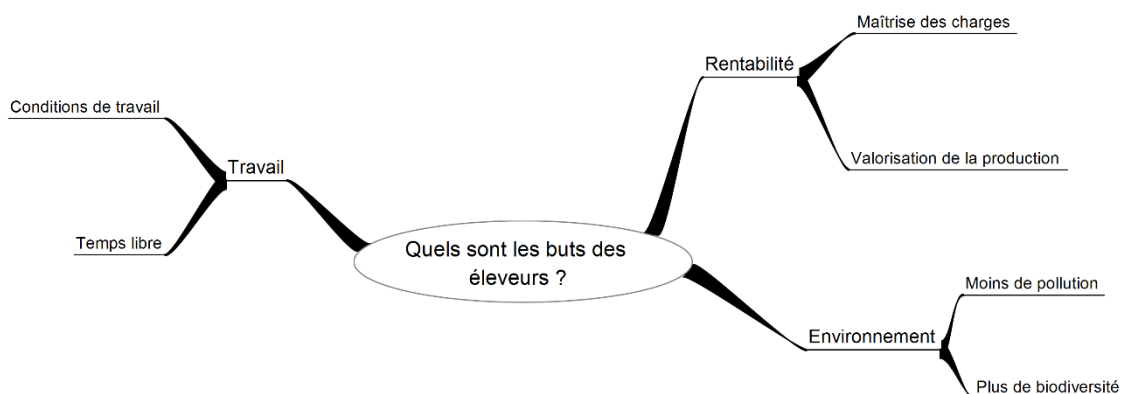 Maîtrise des charges
Rentabilité
Valorisation de la production
Conditions de travail
Travail
Temps libre
Quels sont les buts des
éleveurs ?
Moins de pollution
Environnement
Plus de biodiversité